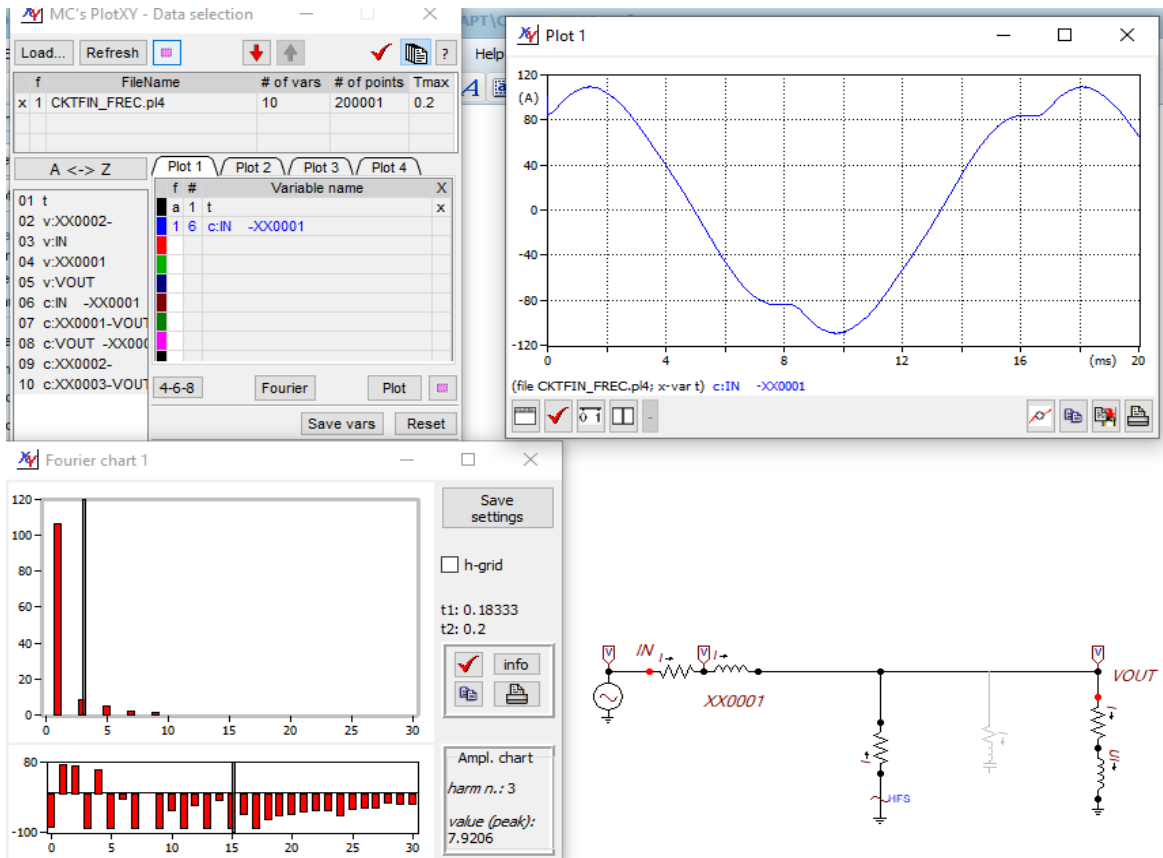 MC's PlotXY - Data selection
APT\C
Load... Refresh ?
Help
f FileName # of vars # of points Tmax
x 1 CKTFIN_FREC.pl4 10 200001 0.2
A <-> Z
Plot 1 Plot 2 Plot 3 Plot 4
f # Variable name X
a 1 t x
1 6 c:IN -XX0001
01 t
02 v:XX0002-
03 v:IN
04 v:XX0001
05 v:VOUT
06 c:IN -XX0001
07 c:XX0001-VOUT
08 c:VOUT -XX000
09 c:XX0002-
10 c:XX0003-VOUT
4-6-8 Fourier Plot
Save vars Reset
Plot 1
120
(A)
80
40
0
-40
-80
-120
0 4 8 12 16 (ms) 20
(file CKTFIN_FREC.pl4; x-var t) c:IN -XX0001
Fourier chart 1
120
100
80
60
40
20
0
0 5 10 15 20 25 30
80
-100
0 5 10 15 20 25 30
Save
settings
h-grid
t1: 0.18333
t2: 0.2
info
Ampl. chart
harm n.: 3
value (peak):
7.9206
V IN I V I V
VOUT
XX0001
I I I
UI
HFS